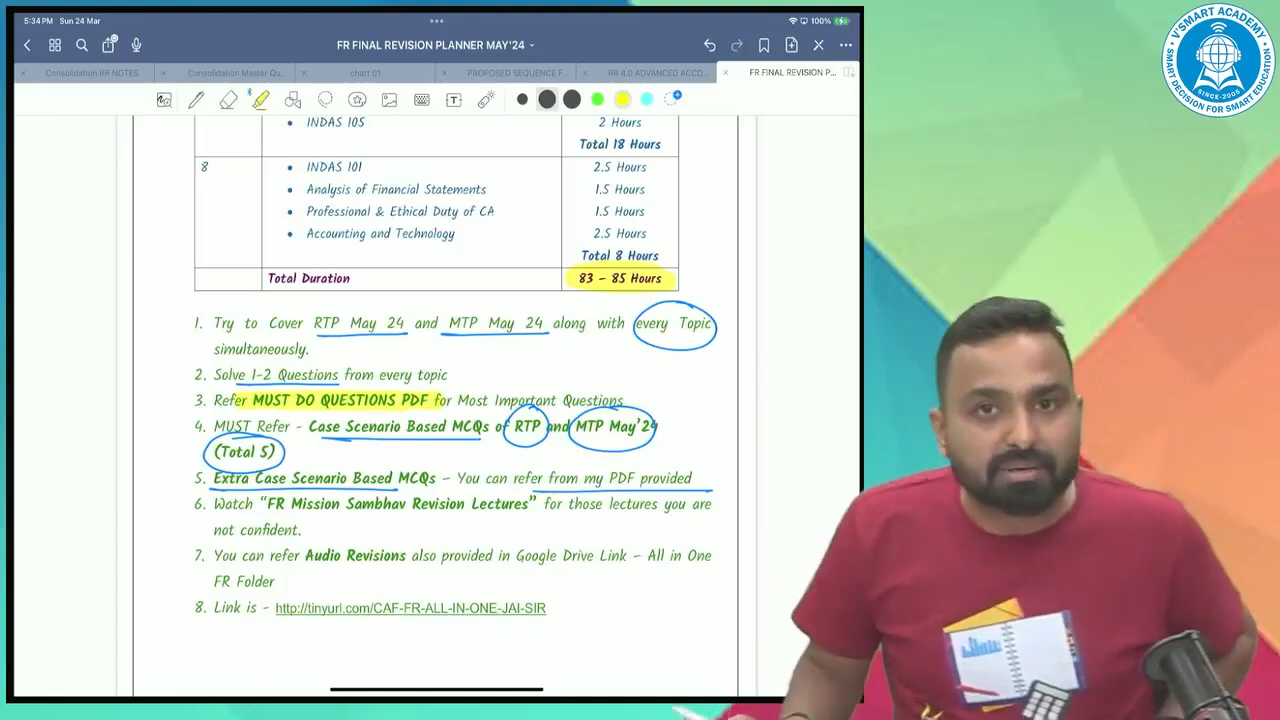 5:34 PM Sun 24 Mar
100%
FR FINAL REVISION PLANNER MAY'24
Consolidation RR NOTES
Consolidation Master Qu...
chart 01
PROPOSED SEQUENCE F...
RR 4.0 ADVANCED ACCO...
FR FINAL REVISION P...
• INDAS 105 2 Hours
Total 18 Hours
8 • INDAS 101 2.5 Hours
• Analysis of Financial Statements 1.5 Hours
• Professional & Ethical Duty of CA 1.5 Hours
• Accounting and Technology 2.5 Hours
Total 8 Hours
Total Duration 83 – 85 Hours
1. Try to Cover RTP May 24 and MTP May 24 along with every Topic
simultaneously.
2. Solve 1-2 Questions from every topic
3. Refer MUST DO QUESTIONS PDF for Most Important Questions
4. MUST Refer - Case Scenario Based MCQs of RTP and MTP May'24
(Total 5)
5. Extra Case Scenario Based MCQs – You can refer from my PDF provided
6. Watch "FR Mission Sambhav Revision Lectures" for those lectures you are
not confident.
7. You can refer Audio Revisions also provided in Google Drive Link – All in One
FR Folder
8. Link is - http://tinyurl.com/CAF-FR-ALL-IN-ONE-JAI-SIR
V'SMART ACADEMY
SINCE-2005
SMART DECISION FOR SMART EDUCATION